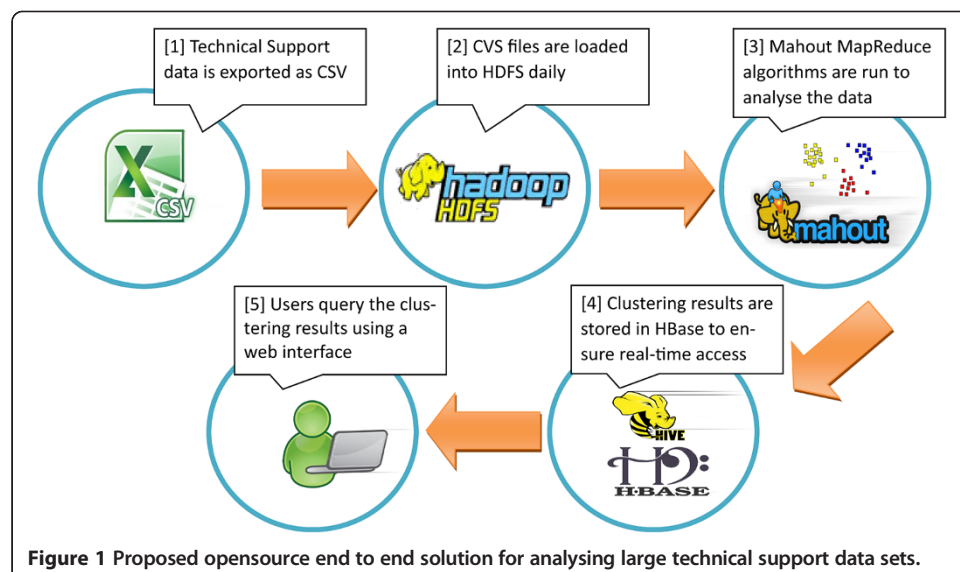 [1] Technical Support
data is exported as CSV
[2] CVS files are loaded
into HDFS daily
[3] Mahout MapReduce
algorithms are run to
analyse the data
X
CSV
hadoop
HDFS
mahout
[5] Users query the clus-
tering results using a
web interface
[4] Clustering results are
stored in HBase to en-
sure real-time access
HIVE
H·BASE
Figure 1 Proposed opensource end to end solution for analysing large technical support data sets.